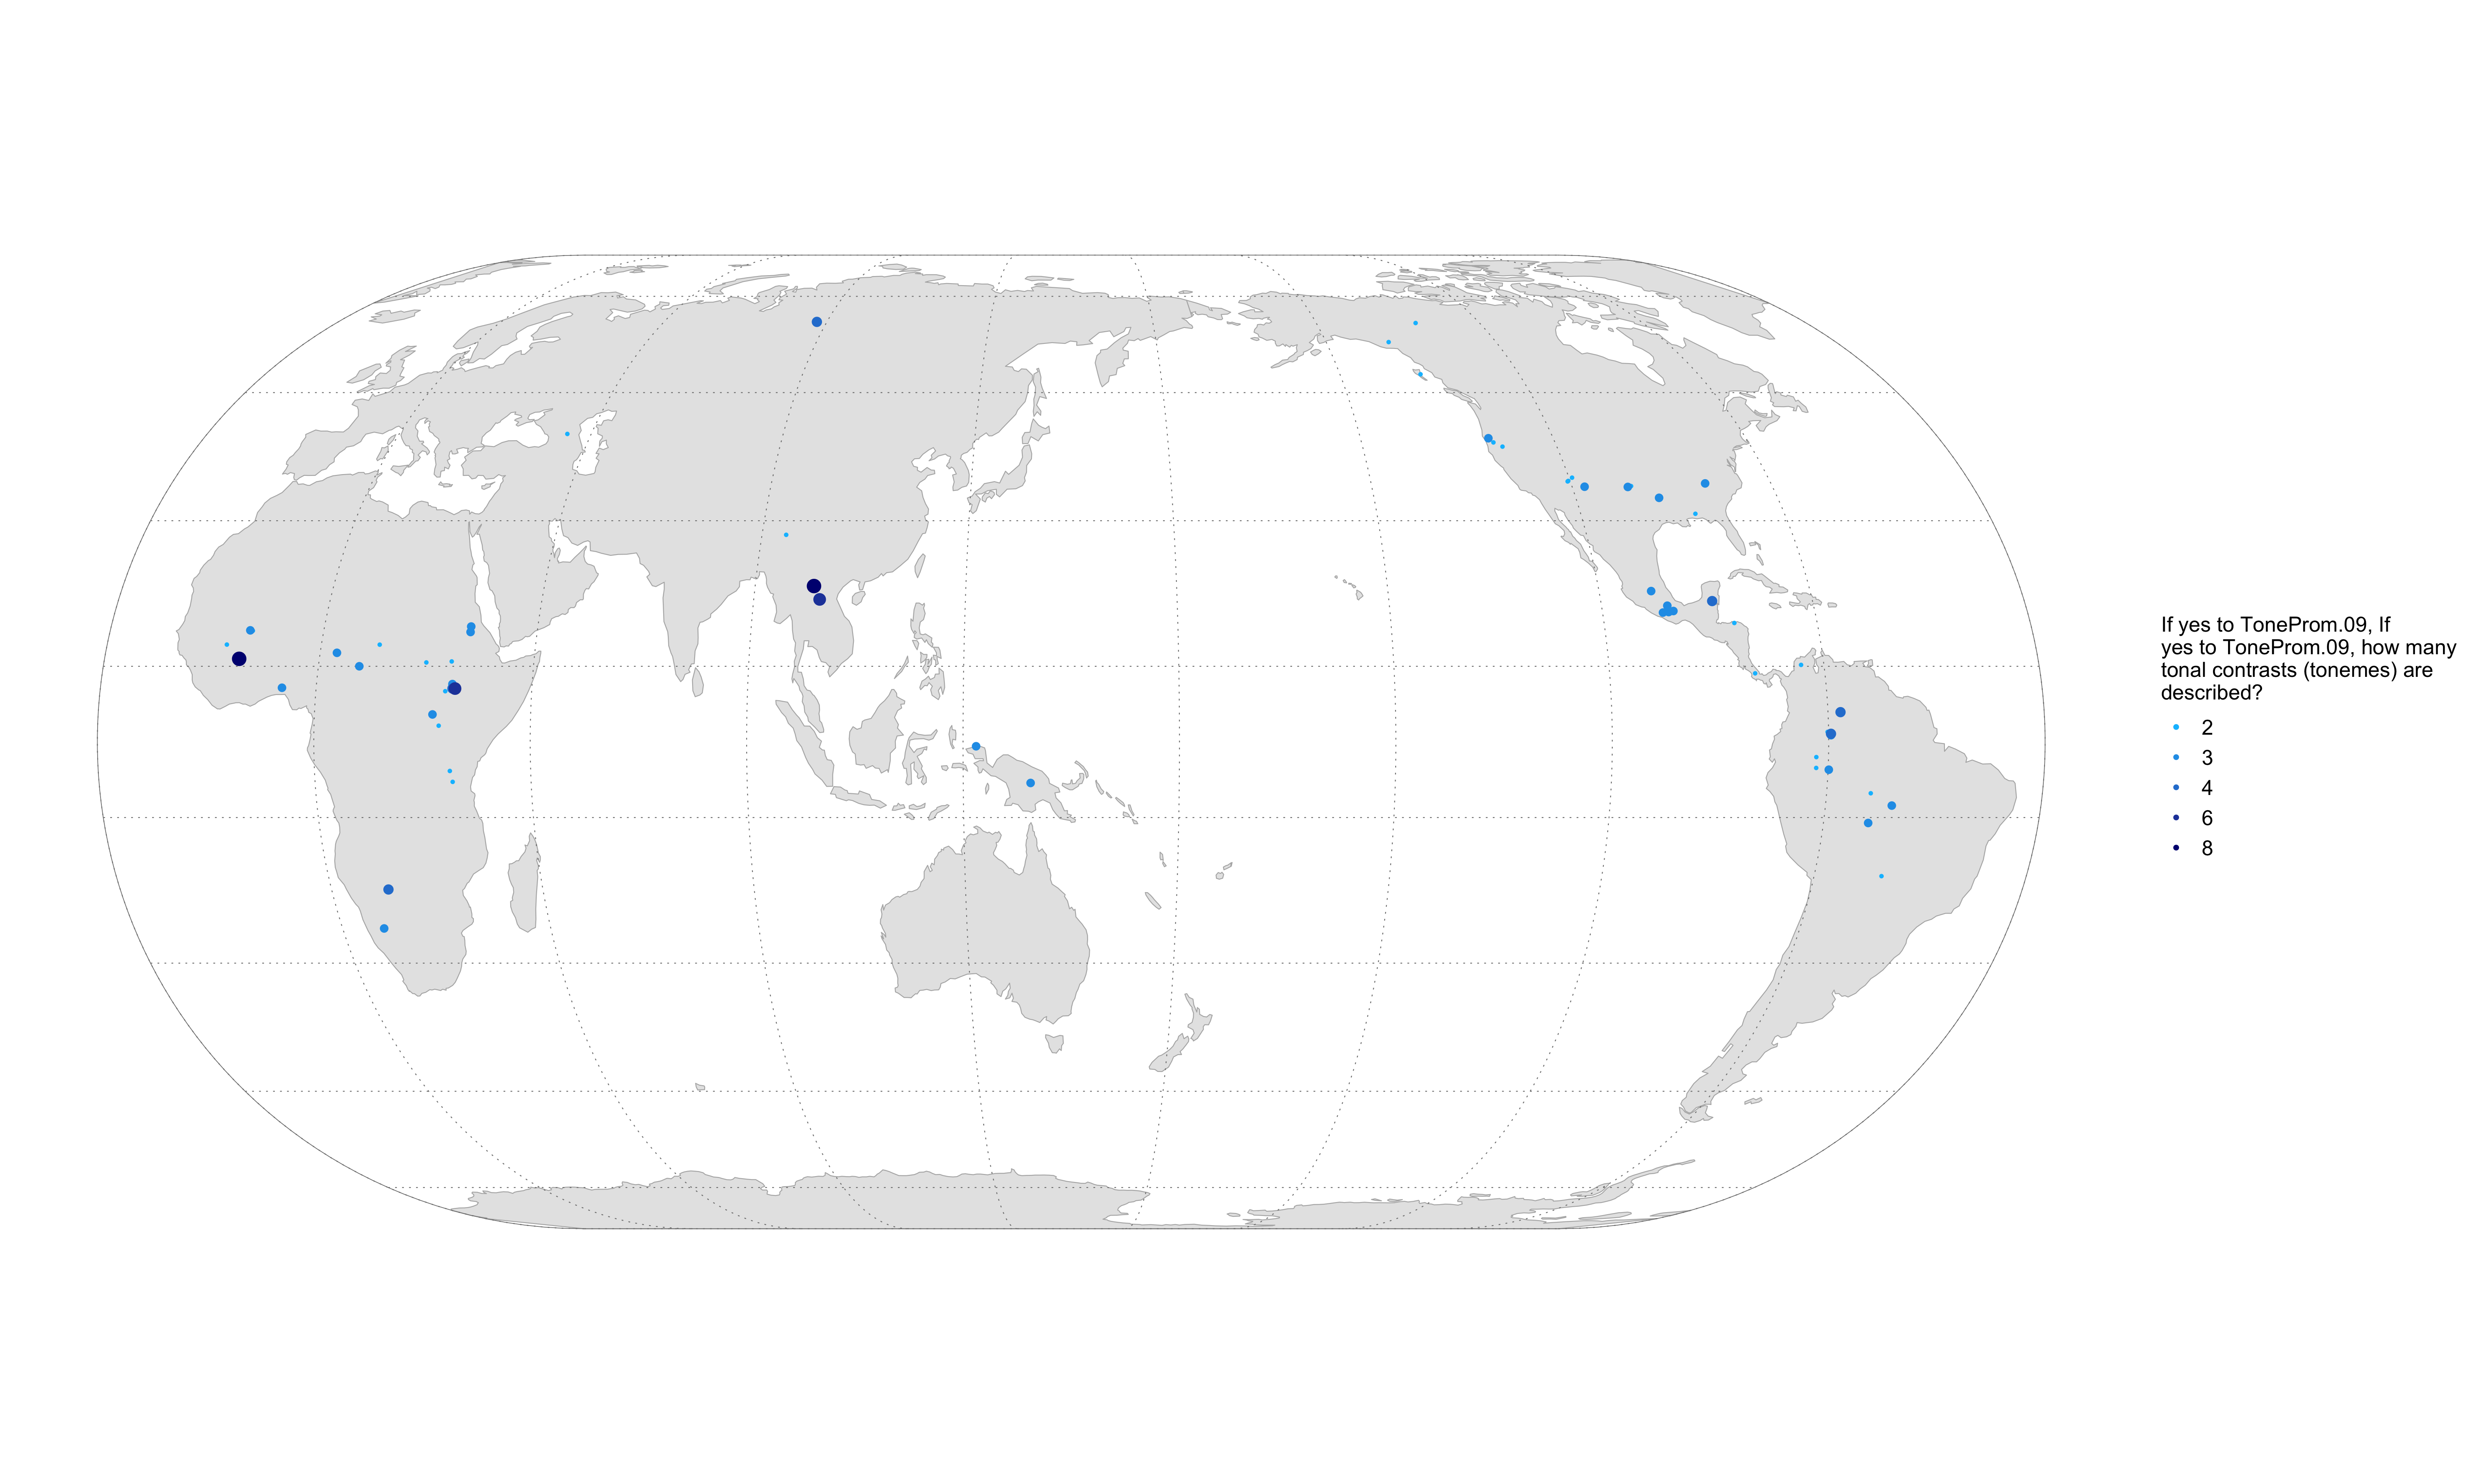 If yes to ToneProm.09, If
yes to ToneProm.09, how many
tonal contrasts (tonemes) are
described?
2
3
4
6
8